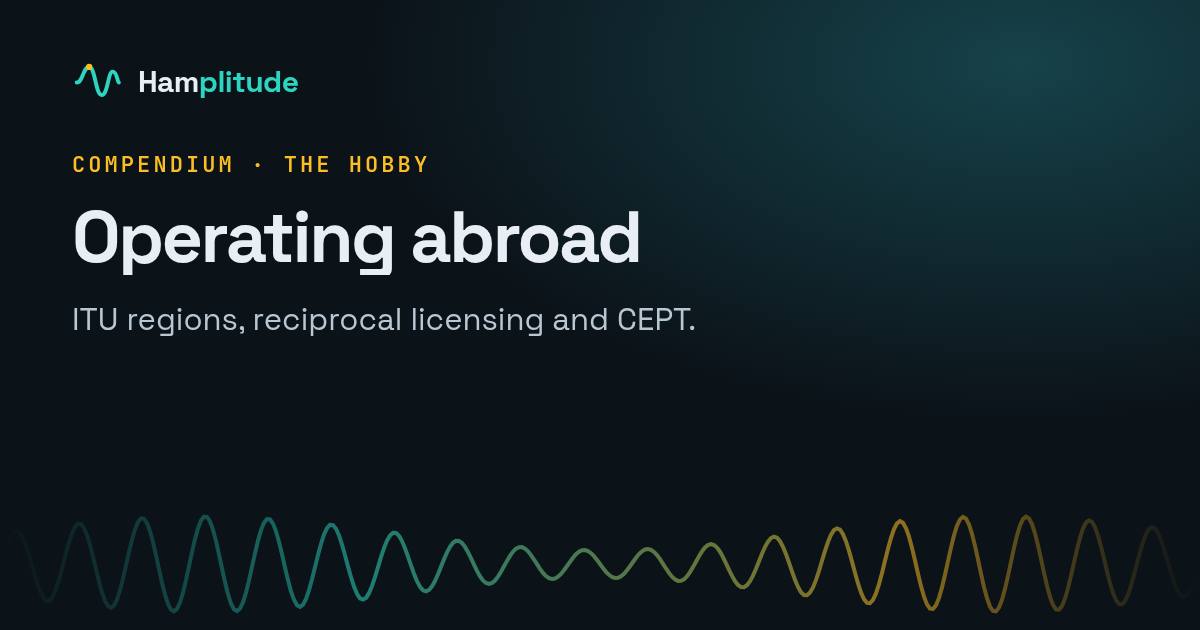 Hamplitude
COMPENDIUM · THE HOBBY
Operating abroad
ITU regions, reciprocal licensing and CEPT.